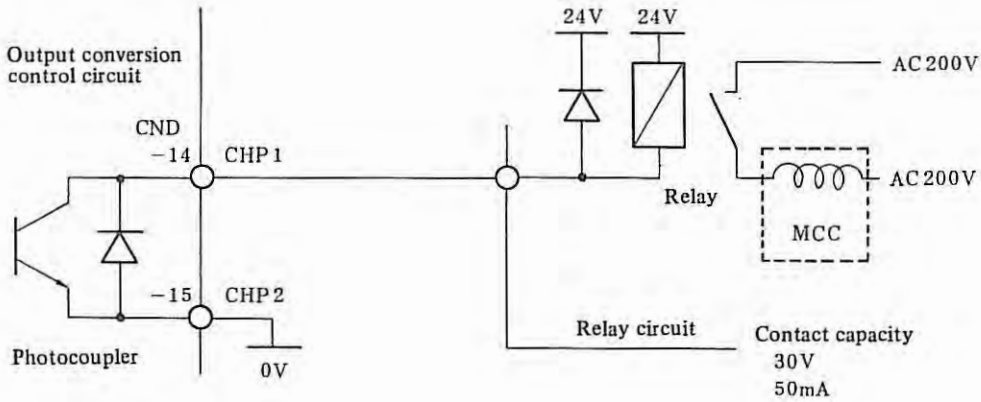 Output conversion
control circuit
CND
−14
CHP1
−15
CHP2
0V
Photocoupler
24V
24V
Relay
AC200V
AC200V
MCC
Relay circuit
Contact capacity
30V
50mA